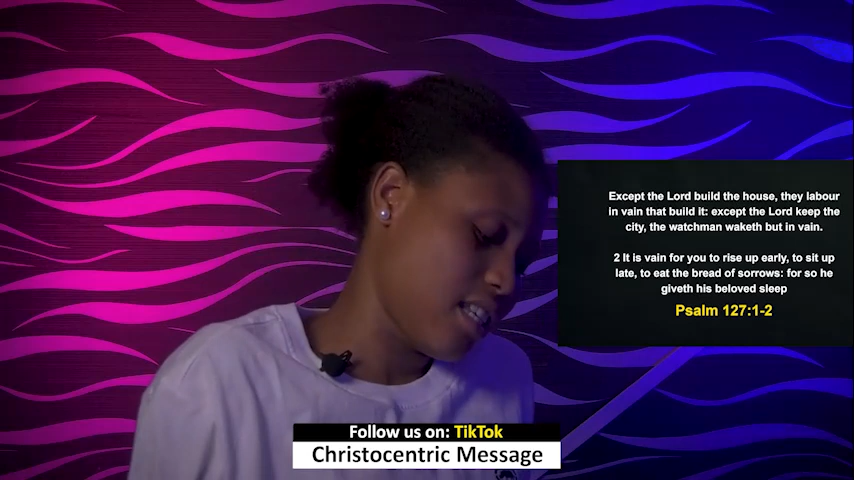 Except the Lord build the house, they labour
in vain that build it: except the Lord keep the
city, the watchman waketh but in vain.
2 It is vain for you to rise up early, to sit up
late, to eat the bread of sorrows: for so he
giveth his beloved sleep
Psalm 127:1-2
Follow us on: TikTok
Christocentric Message